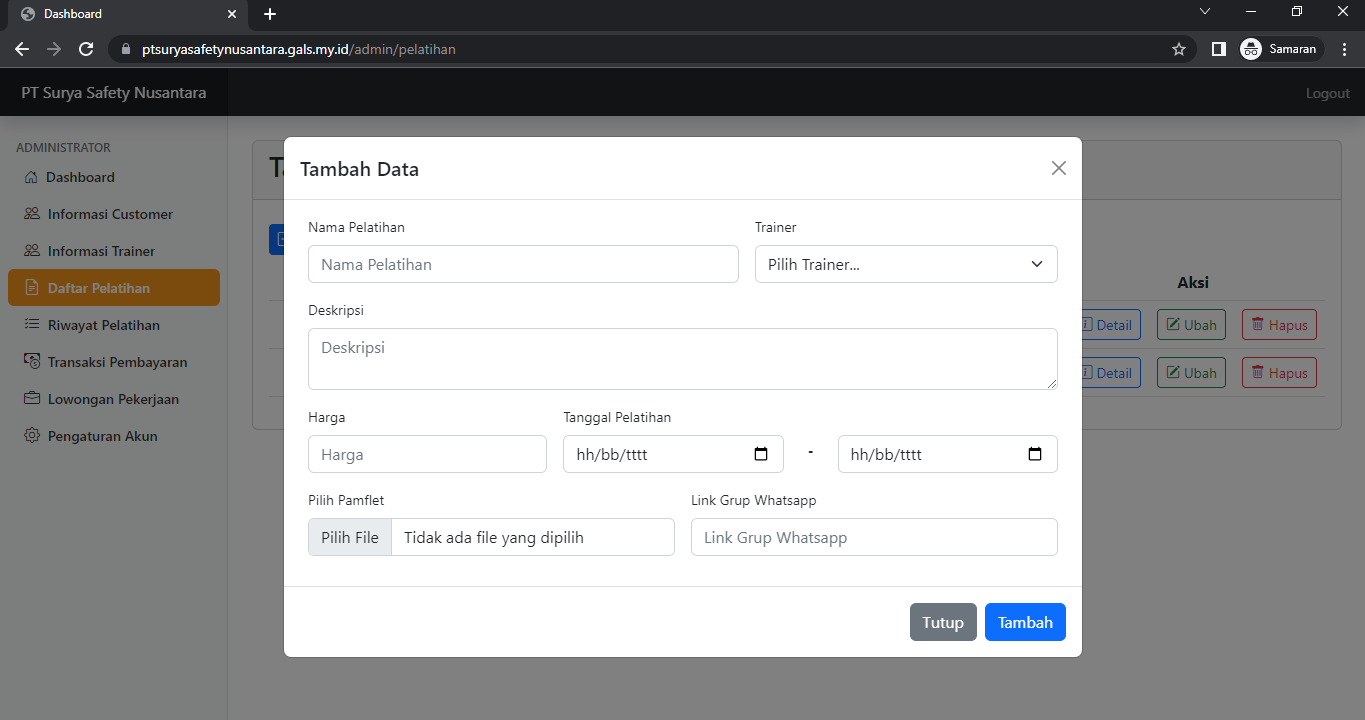 Dashboard
ptsuryasafetynusantara.gals.my.id/admin/pelatihan
Samaran
PT Surya Safety Nusantara
Logout
ADMINISTRATOR
Dashboard
Informasi Customer
Informasi Trainer
Daftar Pelatihan
Riwayat Pelatihan
Transaksi Pembayaran
Lowongan Pekerjaan
Pengaturan Akun
Tambah Data
Nama Pelatihan
Trainer
Nama Pelatihan
Pilih Trainer...
Deskripsi
Deskripsi
Harga
Tanggal Pelatihan
Harga
hh/bb/tttt
-
hh/bb/tttt
Pilih Pamflet
Link Grup Whatsapp
Pilih File
Tidak ada file yang dipilih
Link Grup Whatsapp
Tutup
Tambah
Aksi
Detail
Ubah
Hapus
Detail
Ubah
Hapus